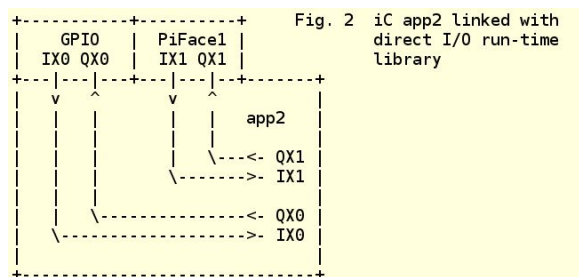 Fig. 2 iC app2 linked with
GPIO PiFace1 direct I/O run-time
IX0 QX0 IX1 QX1 library
app2
<- QX1
>- IX1
<- QX0
>- IX0